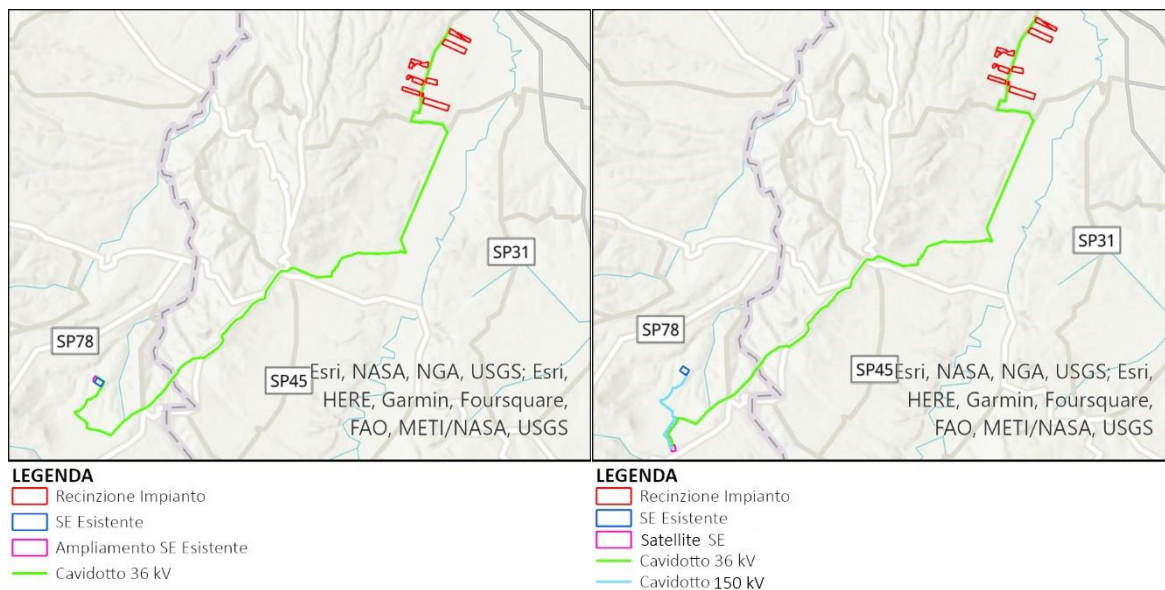 SP31
SP78
SP45
Esri, NASA, NGA, USGS; Esri,
HERE, Garmin, Foursquare,
FAO, METI/NASA, USGS
LEGENDA
Recinzione Impianto
SE Esistente
Ampliamento SE Esistente
Cavidotto 36 kV
SP31
SP78
SP45
Esri, NASA, NGA, USGS; Esri,
HERE, Garmin, Foursquare,
FAO, METI/NASA, USGS
LEGENDA
Recinzione Impianto
SE Esistente
Satellite SE
Cavidotto 36 kV
Cavidotto 150 kV